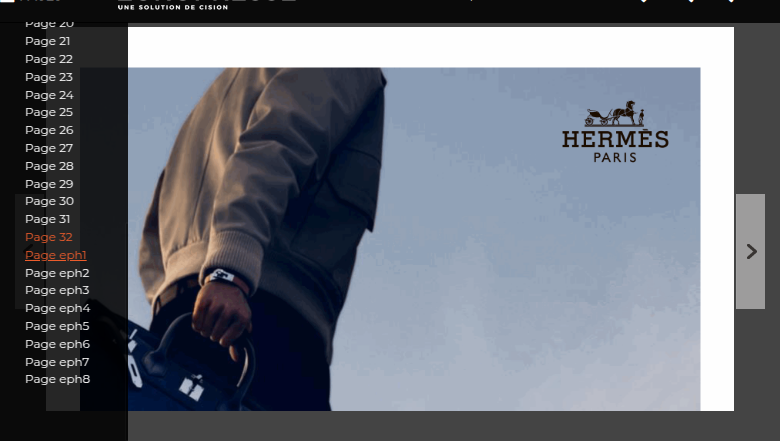 UNE SOLUTION DE CISION
Page 20
Page 21
Page 22
Page 23
Page 24
Page 25
Page 26
Page 27
Page 28
Page 29
Page 30
Page 31
Page 32
Page eph1
Page eph2
Page eph3
Page eph4
Page eph5
Page eph6
Page eph7
Page eph8
HERMÈS
PARIS